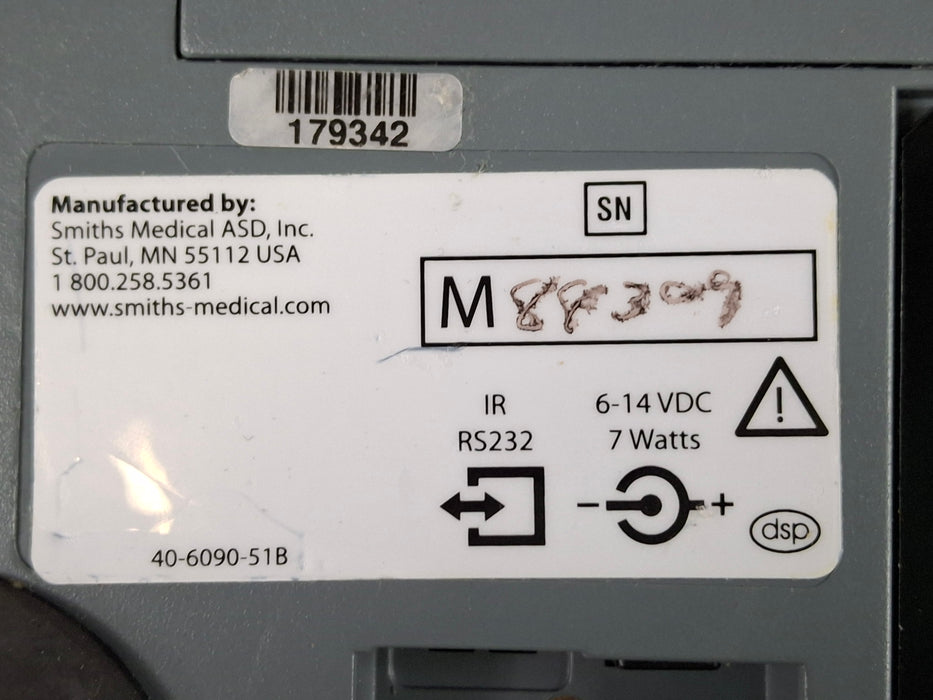 179342
Manufactured by:
Smiths Medical ASD, Inc.
St. Paul, MN 55112 USA
1 800.258.5361
www.smiths-medical.com
SN
M
IR
RS232
6-14 VDC
7 Watts
!
- +
dsp
40-6090-51B